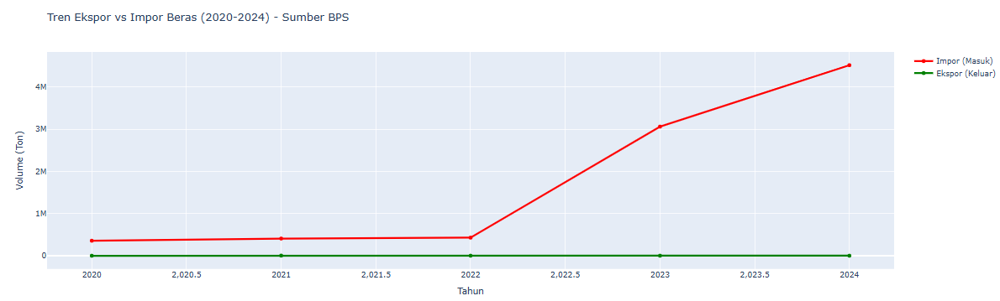 Tren Ekspor vs Impor Beras (2020-2024) - Sumber BPS
Impor (Masuk)
Ekspor (Keluar)
Volume (Ton)
4M
3M
2M
1M
0
2020
2,020.5
2021
2,021.5
2022
2,022.5
2023
2,023.5
2024
Tahun